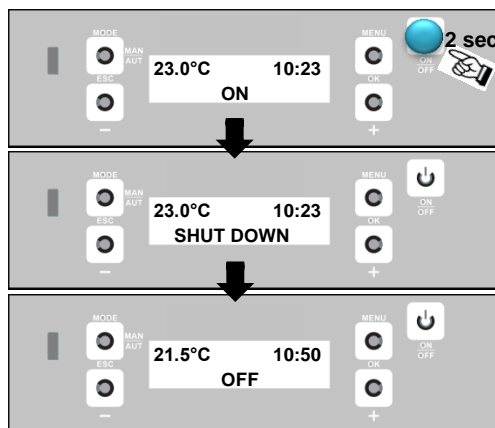 MODE MENU
MAN
AUT
2 sec
23.0°C 10:23
ON
OFF
ESC OK
ON
− +
MODE MENU
MAN
AUT
ON
OFF
23.0°C 10:23
ESC OK
SHUT DOWN
− +
MODE MENU
MAN
AUT
ON
OFF
21.5°C 10:50
ESC OK
OFF
− +